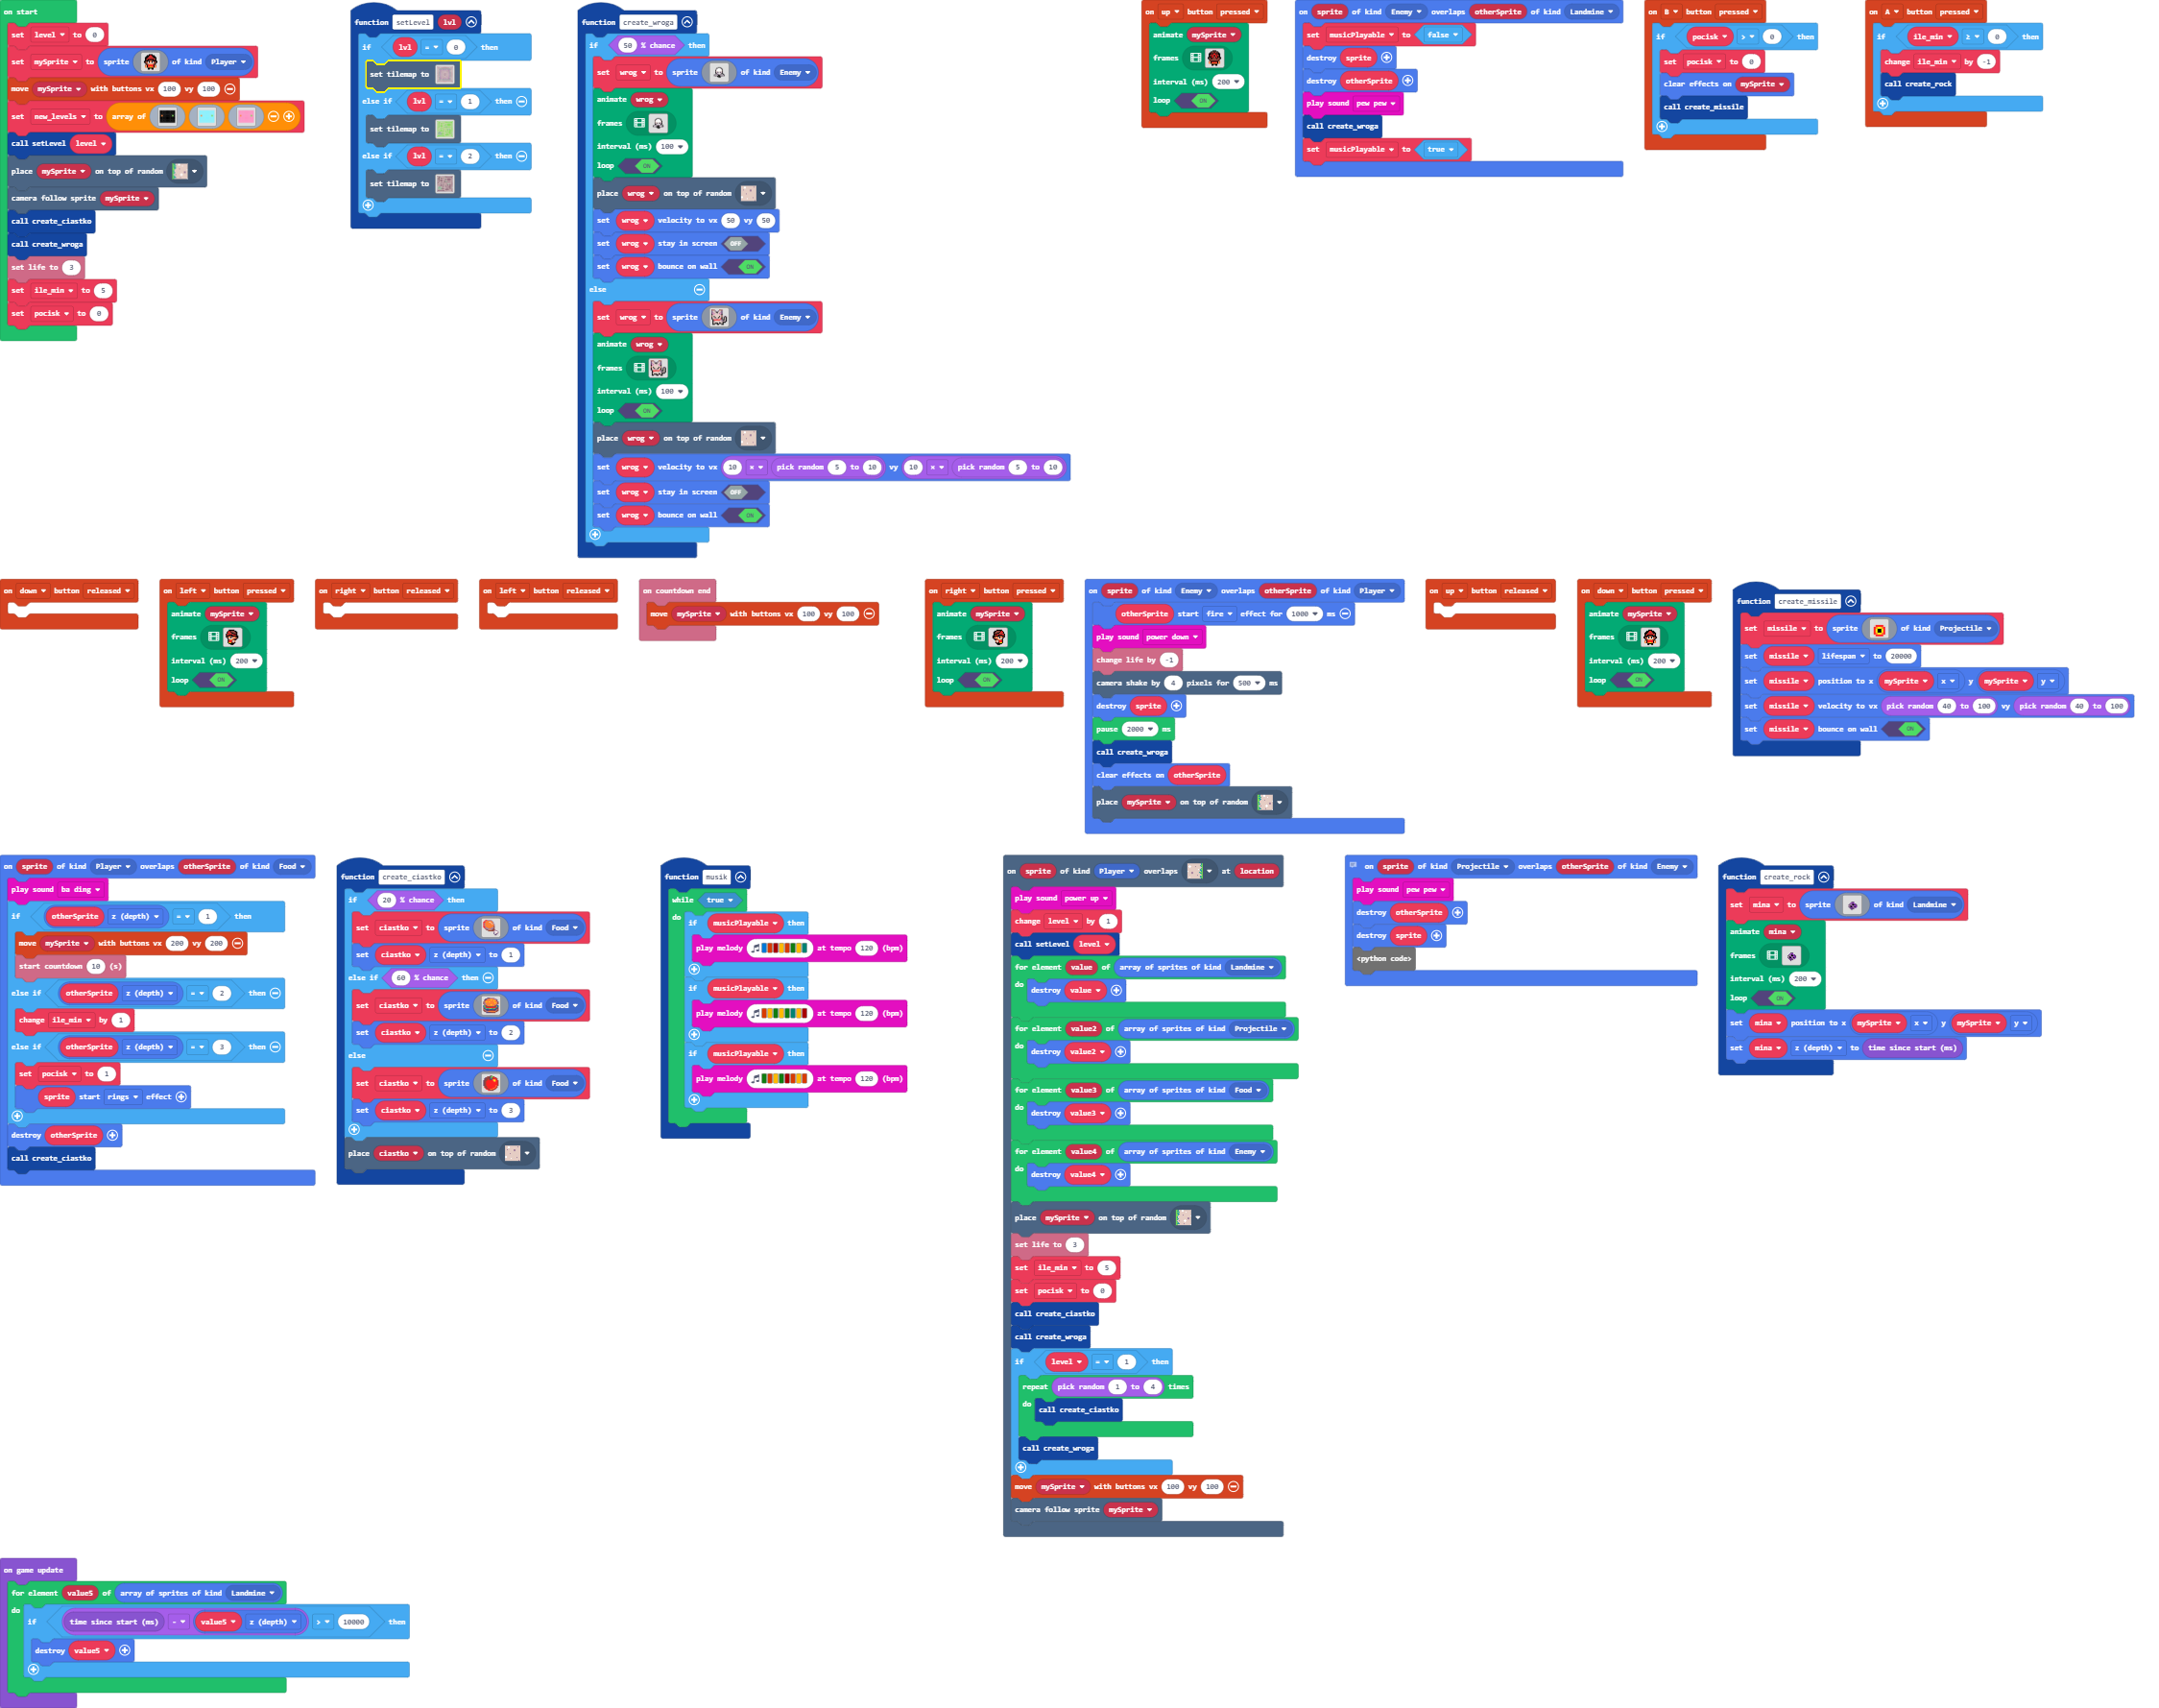 on start
set level to 0
set mySprite to sprite of kind Player
move mySprite with buttons vx 100 vy 100
set new_levels to array of
call setLevel level
place mySprite on top of random
camera follow sprite mySprite
call create_ciastko
call create_wroga
set life to 3
set ile_min to 5
set pocisk to 0
function setLevel lvl
if lvl = 0 then
set tilemap to
else if lvl = 1 then
set tilemap to
else if lvl = 2 then
set tilemap to
function create_wroga
if 50 % chance then
set wrog to sprite of kind Enemy
animate wrog
frames
interval (ms) 100
loop ON
place wrog on top of random
set wrog velocity to vx 50 vy 50
set wrog stay in screen OFF
set wrog bounce on wall ON
else
set wrog to sprite of kind Enemy
animate wrog
frames
interval (ms) 100
loop ON
place wrog on top of random
set wrog velocity to vx 10 x pick random 5 to 10 vy 10 x pick random 5 to 10
set wrog stay in screen OFF
set wrog bounce on wall ON
on up button pressed
animate mySprite
frames
interval (ms) 200
loop ON
on sprite of kind Enemy overlaps otherSprite of kind Landmine
set musicPlayable to false
destroy sprite
destroy otherSprite
play sound pew pew
call create_wroga
set musicPlayable to true
on B button pressed
if pocisk > 0 then
set pocisk to 0
clear effects on mySprite
call create_missile
on A button pressed
if ile_min ≥ 0 then
change ile_min by -1
call create_rock
on down button released
on left button pressed
animate mySprite
frames
interval (ms) 200
loop ON
on right button released
on left button released
on countdown end
move mySprite with buttons vx 100 vy 100
on right button pressed
animate mySprite
frames
interval (ms) 200
loop ON
on sprite of kind Enemy overlaps otherSprite of kind Player
otherSprite start fire effect for 1000 ms
play sound power down
change life by -1
camera shake by 4 pixels for 500 ms
destroy sprite
pause 2000 ms
call create_wroga
clear effects on otherSprite
place mySprite on top of random
on up button released
on down button pressed
animate mySprite
frames
interval (ms) 200
loop ON
function create_missile
set missile to sprite of kind Projectile
set missile lifespan to 20000
set missile position to x mySprite x y mySprite y
set missile velocity to vx pick random 40 to 100 vy pick random 40 to 100
set missile bounce on wall ON
on sprite of kind Player overlaps otherSprite of kind Food
play sound ba ding
if otherSprite z (depth) = 1 then
move mySprite with buttons vx 200 vy 200
start countdown 10 (s)
else if otherSprite z (depth) = 2 then
change ile_min by 1
else if otherSprite z (depth) = 3 then
set pocisk to 1
sprite start rings effect
destroy otherSprite
call create_ciastko
function create_ciastko
if 20 % chance then
set ciastko to sprite of kind Food
set ciastko z (depth) to 1
else if 60 % chance then
set ciastko to sprite of kind Food
set ciastko z (depth) to 2
else
set ciastko to sprite of kind Food
set ciastko z (depth) to 3
place ciastko on top of random
function musik
while true
do if musicPlayable then
play melody at tempo 120 (bpm)
if musicPlayable then
play melody at tempo 120 (bpm)
if musicPlayable then
play melody at tempo 120 (bpm)
on sprite of kind Player overlaps at location
play sound power up
change level by 1
call setLevel level
for element value of array of sprites of kind Landmine
do destroy value
for element value2 of array of sprites of kind Projectile
do destroy value2
for element value3 of array of sprites of kind Food
do destroy value3
for element value4 of array of sprites of kind Enemy
do destroy value4
place mySprite on top of random
set life to 3
set ile_min to 5
set pocisk to 0
call create_ciastko
call create_wroga
if level = 1 then
repeat pick random 1 to 4 times
do call create_ciastko
call create_wroga
move mySprite with buttons vx 100 vy 100
camera follow sprite mySprite
on sprite of kind Projectile overlaps otherSprite of kind Enemy
play sound pew pew
destroy otherSprite
destroy sprite
<python code>
function create_rock
set mina to sprite of kind Landmine
animate mina
frames
interval (ms) 200
loop ON
set mina position to x mySprite x y mySprite y
set mina z (depth) to time since start (ms)
on game update
for element value5 of array of sprites of kind Landmine
do if time since start (ms) - value5 z (depth) > 10000 then
destroy value5